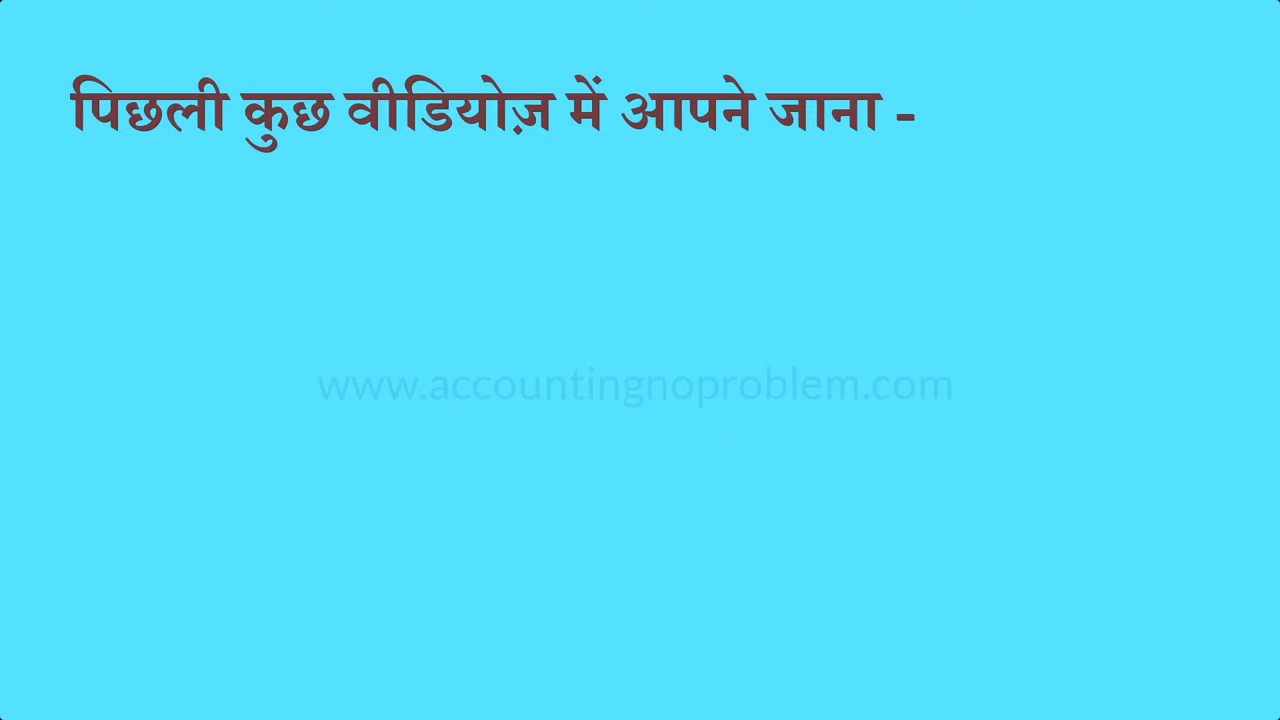 पिछली कुछ वीडियोज़ में आपने जाना -
www.accountingnoproblem.com